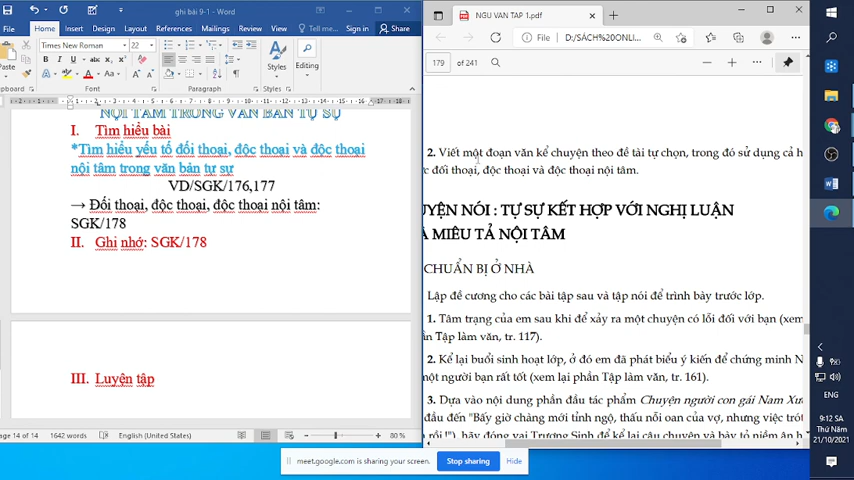 ghi bài 9-1 - Word
File Home Insert Design Layout References Mailings Review View Tell me... Sign in Share
Times New Roman 22
Paste
Font Paragraph Styles
Styles Editing
NỘI TÂM TRONG VĂN BẢN TỰ SỰ
I. Tìm hiểu bài
*Tìm hiểu yếu tố đối thoại, độc thoại và độc thoại
nội tâm trong văn bản tự sự
VD/SGK/176,177
→ Đối thoại, độc thoại, độc thoại nội tâm:
SGK/178
II. Ghi nhớ: SGK/178
III. Luyện tập
Page 14 of 14 1642 words English (United States) 80 %
NGU VAN TAP 1.pdf
File D:/SÁCH%20ONLI...
179 of 241
2. Viết một đoạn văn kể chuyện theo đề tài tự chọn, trong đó sử dụng cả h
c đối thoại, độc thoại và độc thoại nội tâm.
UYỆN NÓI : TỰ SỰ KẾT HỢP VỚI NGHỊ LUẬN
À MIÊU TẢ NỘI TÂM
CHUẨN BỊ Ở NHÀ
Lập đề cương cho các bài tập sau và tập nói để trình bày trước lớp.
1. Tâm trạng của em sau khi để xảy ra một chuyện có lỗi đối với bạn (xem
n Tập làm văn, tr. 117).
2. Kể lại buổi sinh hoạt lớp, ở đó em đã phát biểu ý kiến để chứng minh N
một người bạn rất tốt (xem lại phần Tập làm văn, tr. 161).
3. Dựa vào nội dung phần đầu tác phẩm Chuyện người con gái Nam Xươ
đầu đến "Bấy giờ chàng mới tỉnh ngộ, thấu nỗi oan của vợ, nhưng việc trót
rồi !"), hãy đóng vai Trương Sinh để kể lại câu chuyện và bày tỏ niềm ân h
meet.google.com is sharing your screen. Stop sharing Hide
ENG
9:12 SA
Thứ Năm
21/10/2021